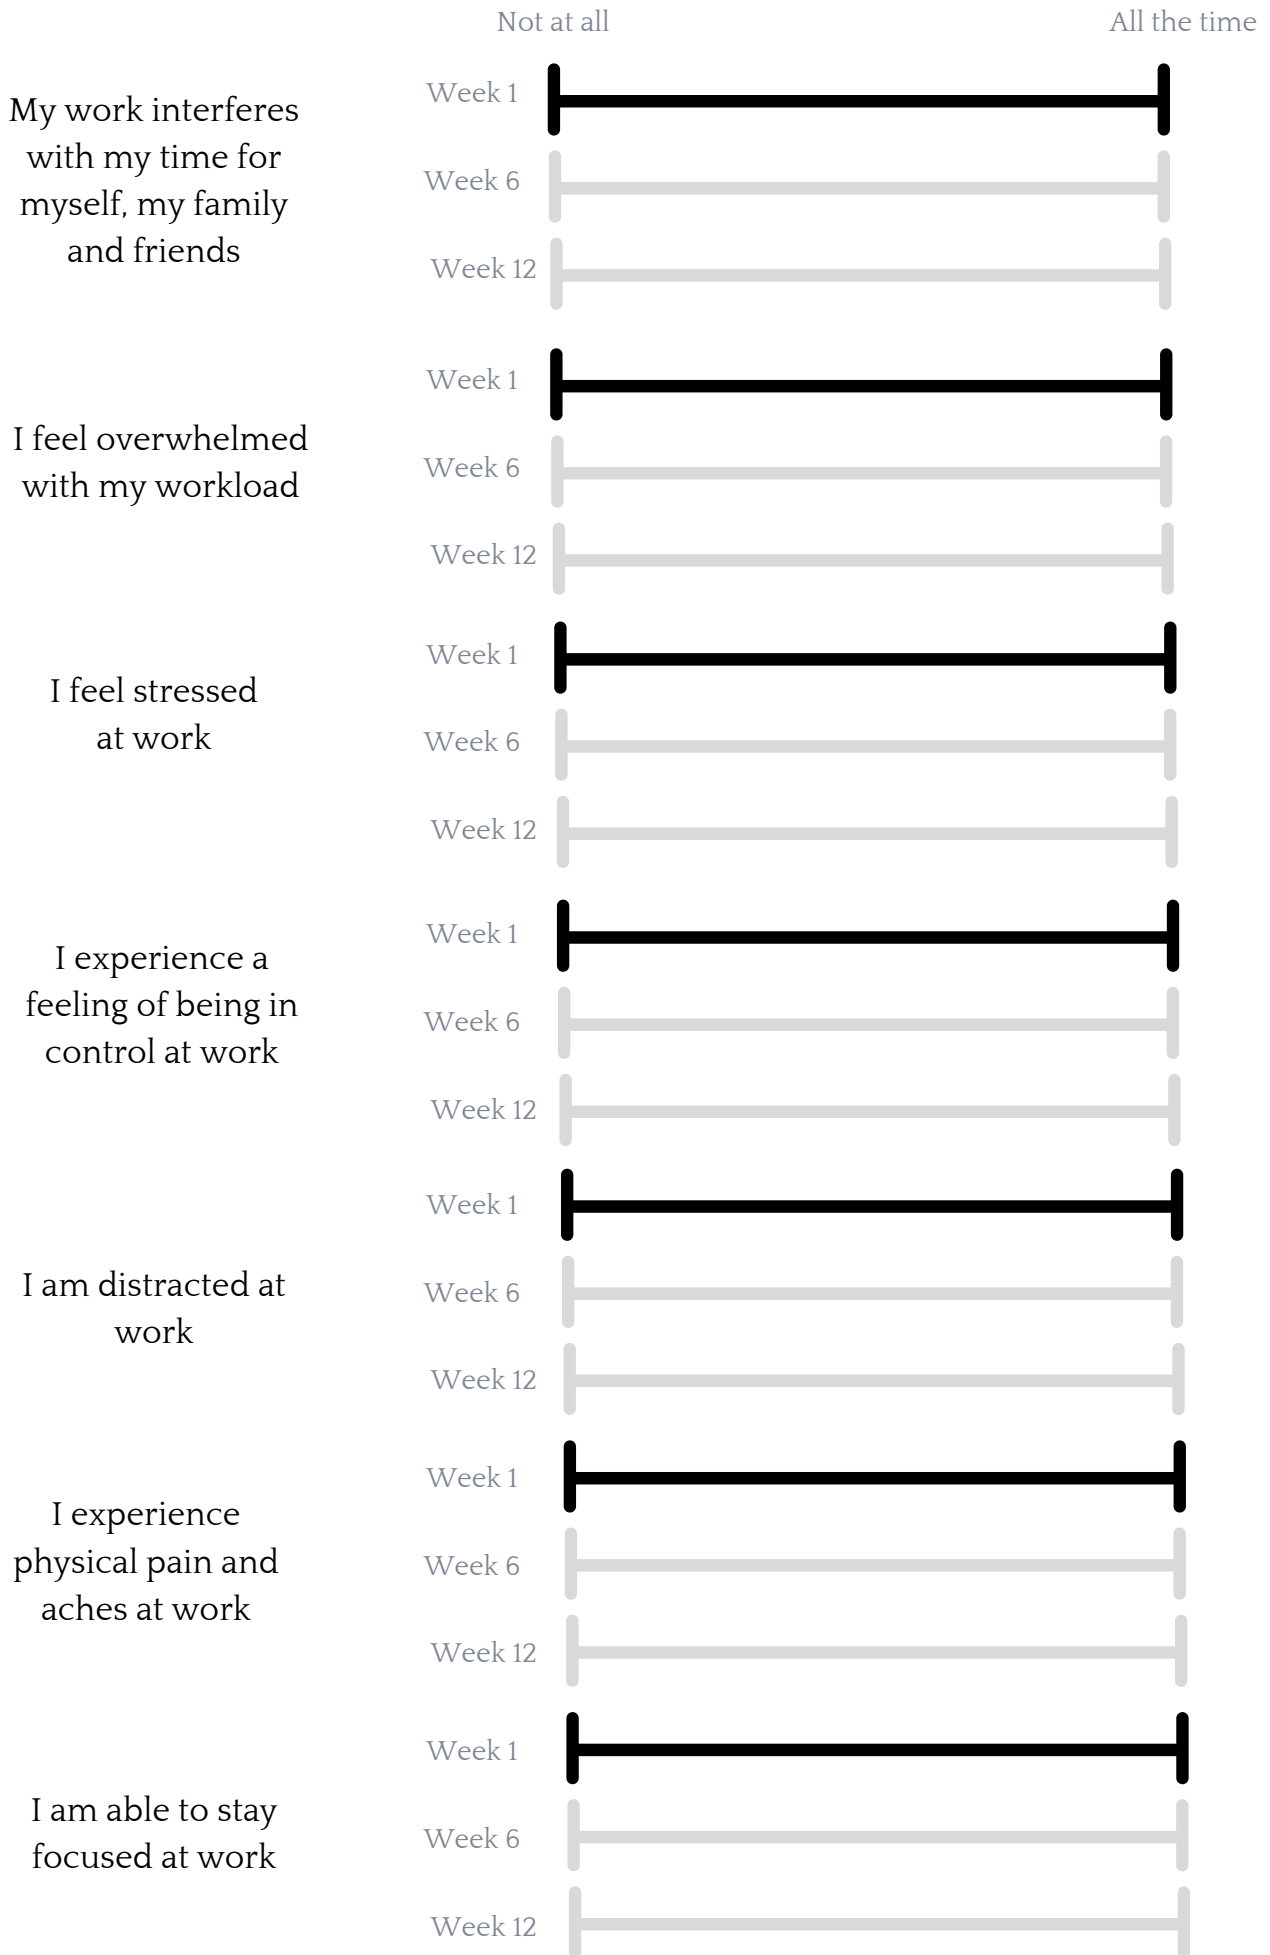 Not at all
All the time
My work interferes
with my time for
myself, my family
and friends
Week 1
Week 6
Week 12
I feel overwhelmed
with my workload
Week 1
Week 6
Week 12
I feel stressed
at work
Week 1
Week 6
Week 12
I experience a
feeling of being in
control at work
Week 1
Week 6
Week 12
I am distracted at
work
Week 1
Week 6
Week 12
I experience
physical pain and
aches at work
Week 1
Week 6
Week 12
I am able to stay
focused at work
Week 1
Week 6
Week 12